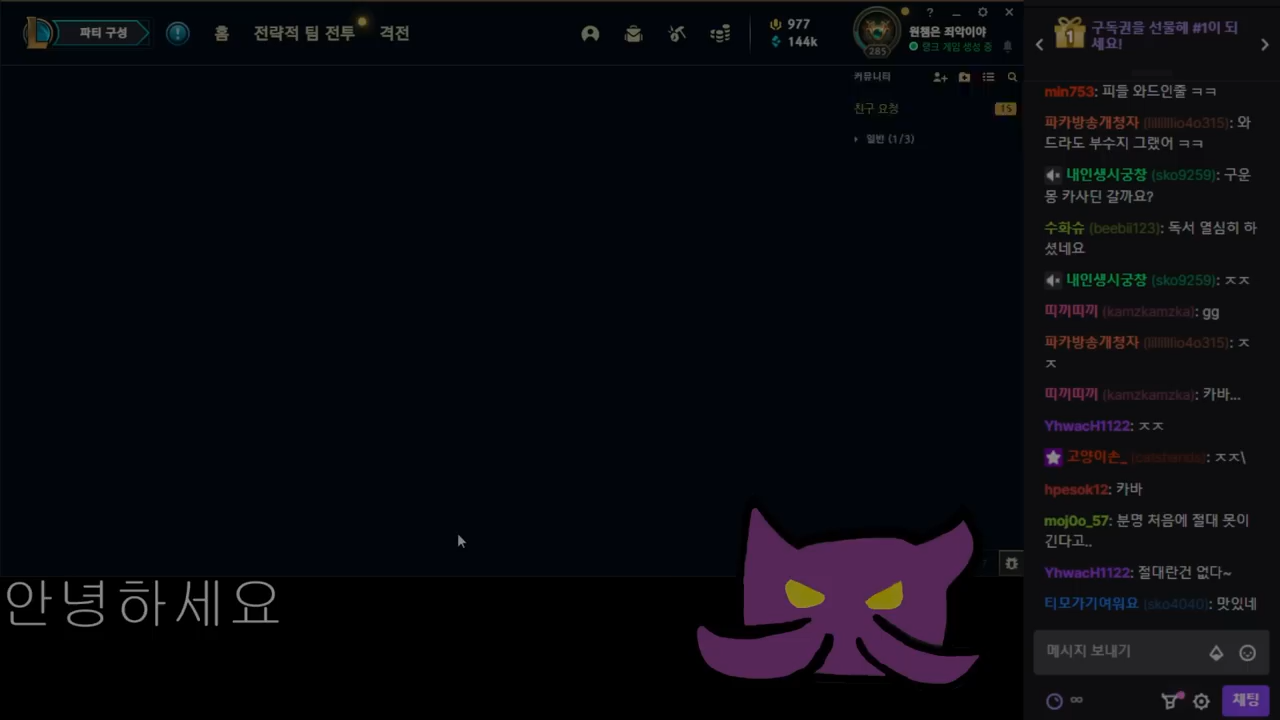 파티 구성
홈
전략적 팀 전투
격전
977
144k
285
?
원챔은 죄악이야
랭크 게임 생성 중
커뮤니티
친구 요청
15
일반 (1/3)
안녕하세요
1
구독권을 선물해 #1이 되
세요!
min753: 피들 와드인줄 ㅋㅋ
파카방송개청자: 와
드라도 부수지 그랬어 ㅋㅋ
내인생시궁창 (sko9259): 구운
몽 카사딘 갈까요?
수화슈 (beebii123): 독서 열심히 하
셨네요
내인생시궁창 (sko9259): ㅈㅈ
띠끼띠끼 (kamzkamzka): gg
파카방송개청자: ㅈ
ㅈ
띠끼띠끼 (kamzkamzka): 카바...
YhwacH1122: ㅈㅈ
고양이손_: ㅈㅈ\
hpesok12: 카바
moj0o_57: 분명 처음에 절대 못이
긴다고..
YhwacH1122: 절대란건 없다~
티모가기여워요 (sko4040): 맛있네
메시지 보내기
채팅